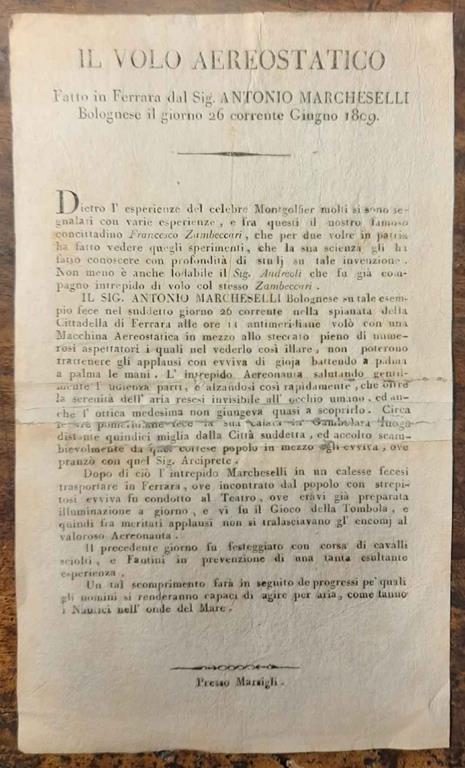 IL VOLO AEREOSTATICO
Fatto in Ferrara dal Sig. ANTONIO MARCHESELLI
Bolognese il giorno 26 corrente Giugno 1809.
Dietro l' esperienze del celebre Montgolfier molti si sono se-
gnalati con varie esperienze, e fra questi il nostro famoso
concittadino Francesco Zambeccari, che per due volte in patria
ha fatto vedere quegli sperimenti, che la sua scienza gli ha
fatto conoscere con profondità di studj su tale invenzione.
Non meno è anche lodabile il Sig. Andreoli che fu già com-
pagno intrepido di volo col stesso Zambeccari.
IL SIG. ANTONIO MARCHESELLI Bolognese su tale esem-
pio fece nel suddetto giorno 26 corrente nella spianata della
Cittadella di Ferrara alle ore 11 antimeridiane volò con una
Macchina Aereostatica in mezzo allo steccato pieno di nume-
rosi aspettatori i quali nel vederlo così illare, non poterono
trattenere gli applausi con evviva di gioja battendo a palma
a palma le mani. L' intrepido Aereonauta salutando gentil-
mente l' udienza partì, e alzandosi così rapidamente, che oltre
la serenità dell' aria resesi invisibile all' occhio umano, ed an-
che l' ottica medesima non giungeva quasi a scoprirlo. Circa
le ore pomeridiane fece la sua calata in Gambolara luogo
distante quindici miglia dalla Città suddetta, ed accolto scam-
bievolmente da quel cortese popolo in mezzo agli evviva, ove
pranzò con quel Sig. Arciprete.
Dopo di ciò l' intrepido Marcheselli in un calesse fecesi
trasportare in Ferrara, ove incontrato dal popolo con strepi-
tosi evviva fu condotto al Teatro, ove eravi già preparata
illuminazione a giorno, e vi fu il Gioco della Tombola, e
quindi fra meritati applausi non si tralasciavano gl' encomj al
valoroso Aereonauta.
Il precedente giorno fu festeggiato con corsa di cavalli
sciolti, e Fantini in prevenzione di una tanta esultante
esperienza.
Un tal scomprimento farà in seguito de progressi pe' quali
gli uomini si renderanno capaci di agire per aria, come fanno
i Nautici nell' onde del Mare.
Presso Marsigli.